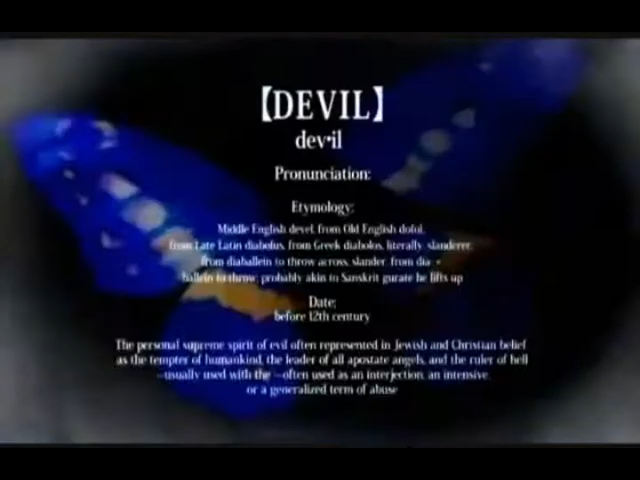 【DEVIL】
dev•il
Pronunciation:
Etymology:
Middle English devel, from Old English dofol,
from Late Latin diabolus, from Greek diabolos, literally slanderer,
from diaballein to throw across, slander, from dia- +
ballein to throw; probably akin to Sanskrit gurate he lifts up
Date:
before 12th century
The personal supreme spirit of evil often represented in Jewish and Christian belief
as the tempter of humankind, the leader of all apostate angels, and the ruler of hell
—usually used with the —often used as an interjection, an intensive,
or a generalized term of abuse